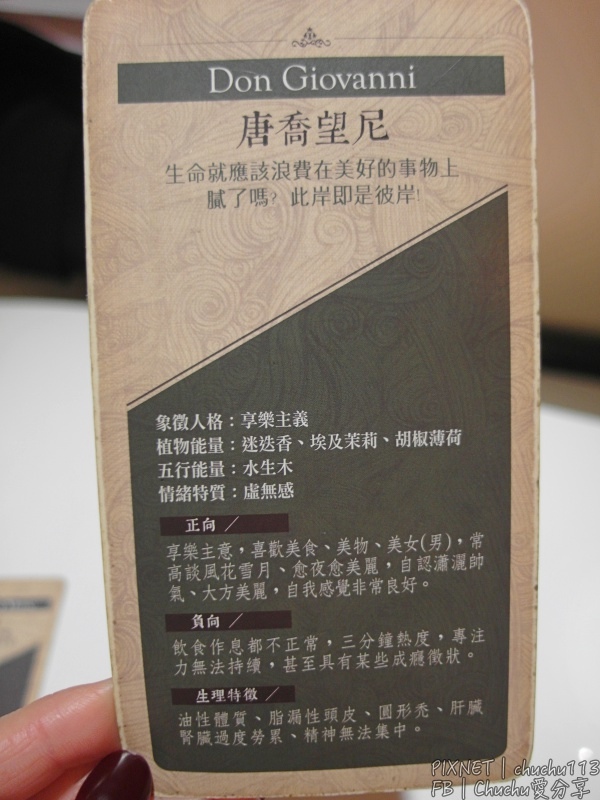 Don Giovanni
唐喬望尼
生命就應該浪費在美好的事物上
膩了嗎? 此岸即是彼岸!
象徵人格：享樂主義
植物能量：迷迭香、埃及茉莉、胡椒薄荷
五行能量：水生木
情緒特質：虛無感
正向／
享樂主意，喜歡美食、美物、美女(男)，常
高談風花雪月、愈夜愈美麗，自認瀟灑帥
氣、大方美麗，自我感覺非常良好。
負向／
飲食作息都不正常，三分鐘熱度，專注
力無法持續，甚至具有某些成癮徵狀。
生理特徵／
油性體質、脂漏性頭皮、圓形禿、肝臟
腎臟過度勞累、精神無法集中。
PIXNET | chuchu113
FB | Chuchu愛分享